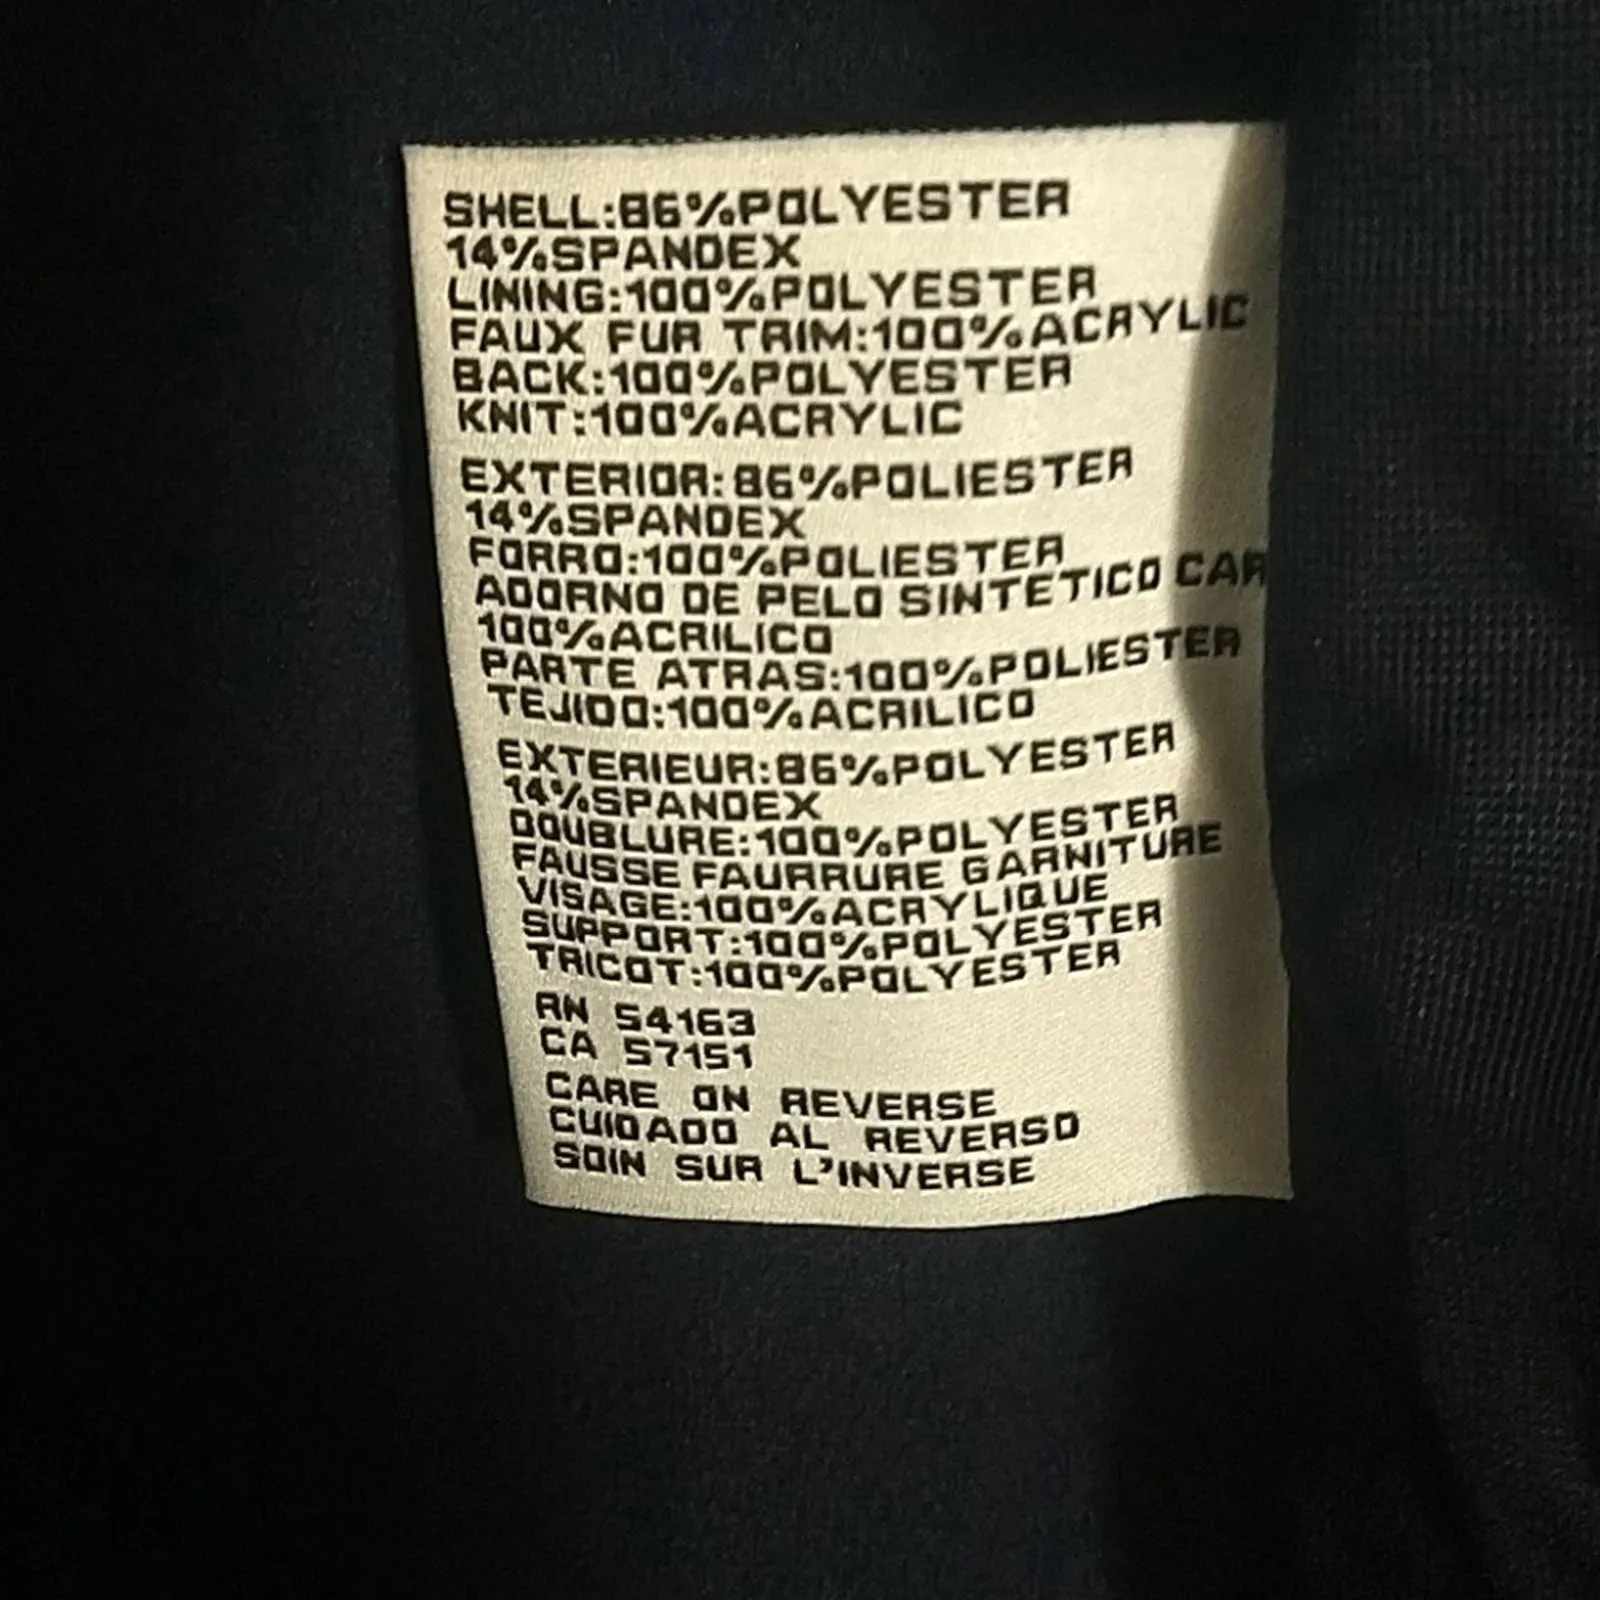 SHELL:86%POLYESTER
14%SPANDEX
LINING:100%POLYESTER
FAUX FUR TRIM:100%ACRYLIC
BACK:100%POLYESTER
KNIT:100%ACRYLIC
EXTERIOR:86%POLIESTER
14%SPANDEX
FORRO:100%POLIESTER
ADORNO DE PELO SINTETICO CAR
100%ACRILICO
PARTE ATRAS:100%POLIESTER
TEJIDO:100%ACRILICO
EXTERIEUR:86%POLYESTER
14%SPANDEX
DOUBLURE:100%POLYESTER
FAUSSE FAURRURE GARNITURE
VISAGE:100%ACRYLIQUE
SUPPORT:100%POLYESTER
TRICOT:100%POLYESTER
RN 54163
CA 57151
CARE ON REVERSE
CUIDADO AL REVERSO
SOIN SUR L'INVERSE